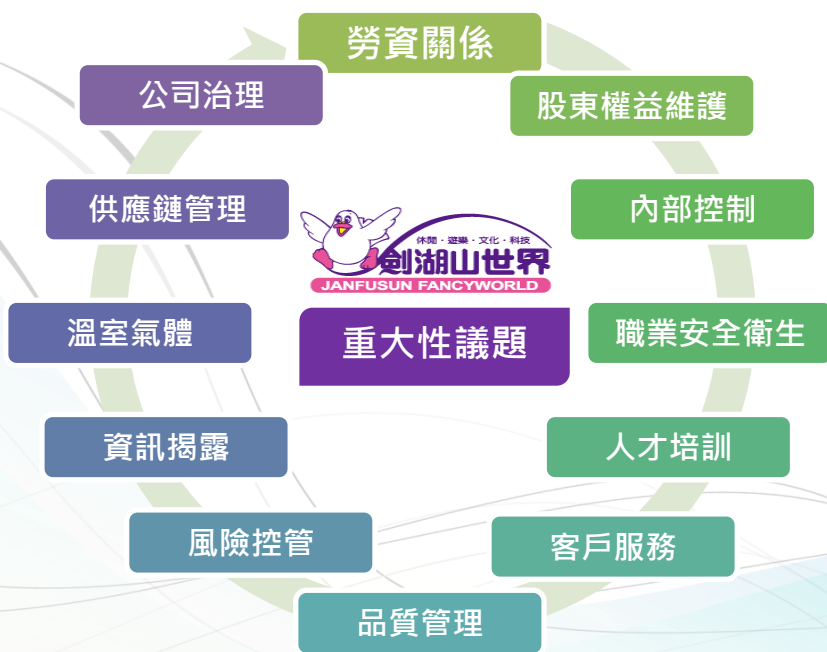 勞資關係
公司治理
股東權益維護
供應鏈管理
內部控制
休閒・遊樂・文化・科技
劍湖山世界
JANFUSUN FANCYWORLD
重大性議題
溫室氣體
職業安全衛生
資訊揭露
人才培訓
風險控管
客戶服務
品質管理